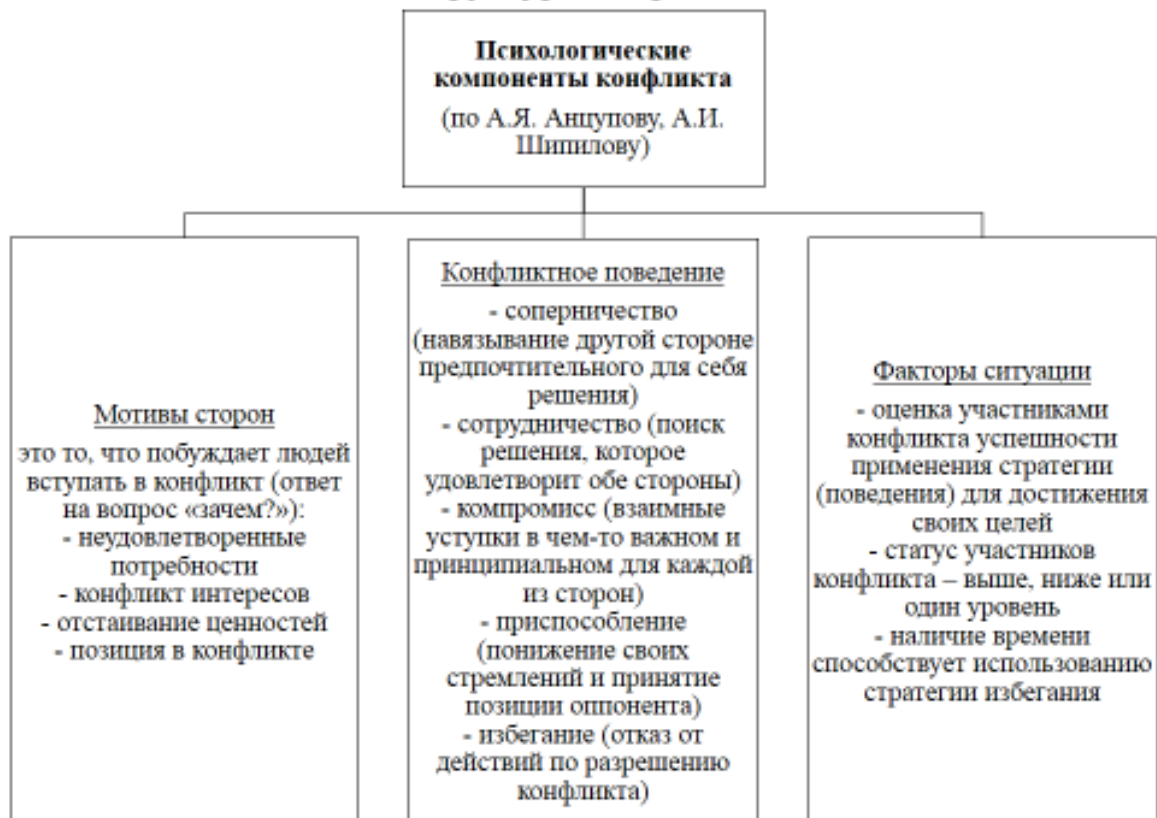 Психологические
компоненты конфликта
(по А.Я. Анцупову, А.И.
Шипилову)
Мотивы сторон
это то, что побуждает людей
вступать в конфликт (ответ
на вопрос «зачем?»):
- неудовлетворенные
потребности
- конфликт интересов
- отстаивание ценностей
- позиция в конфликте
Конфликтное поведение
- соперничество
(навязывание другой стороне
предпочтительного для себя
решения)
- сотрудничество (поиск
решения, которое
удовлетворит обе стороны)
- компромисс (взаимные
уступки в чем-то важном и
принципиальном для каждой
из сторон)
- приспособление
(понижение своих
стремлений и принятие
позиции оппонента)
- избегание (отказ от
действий по разрешению
конфликта)
Факторы ситуации
- оценка участниками
конфликта успешности
применения стратегии
(поведения) для достижения
своих целей
- статус участников
конфликта – выше, ниже или
один уровень
- наличие времени
способствует использованию
стратегии избегания